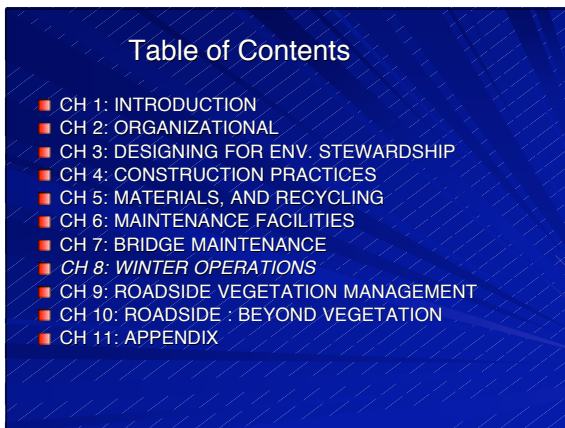 Table of Contents
CH 1: INTRODUCTION
CH 2: ORGANIZATIONAL
CH 3: DESIGNING FOR ENV. STEWARDSHIP
CH 4: CONSTRUCTION PRACTICES
CH 5: MATERIALS, AND RECYCLING
CH 6: MAINTENANCE FACILITIES
CH 7: BRIDGE MAINTENANCE
CH 8: WINTER OPERATIONS
CH 9: ROADSIDE VEGETATION MANAGEMENT
CH 10: ROADSIDE : BEYOND VEGETATION
CH 11: APPENDIX